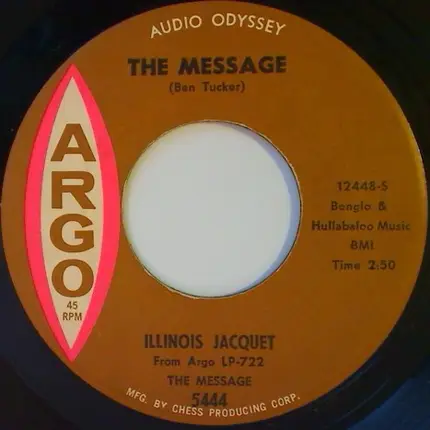 AUDIO ODYSSEY
THE MESSAGE
(Ben Tucker)
ARGO
45
RPM
12448-S
Benglo &
Hullabaloo Music
BMI
Time 2:50
ILLINOIS JACQUET
From Argo LP-722
THE MESSAGE
5444
MFG. BY CHESS PRODUCING CORP.